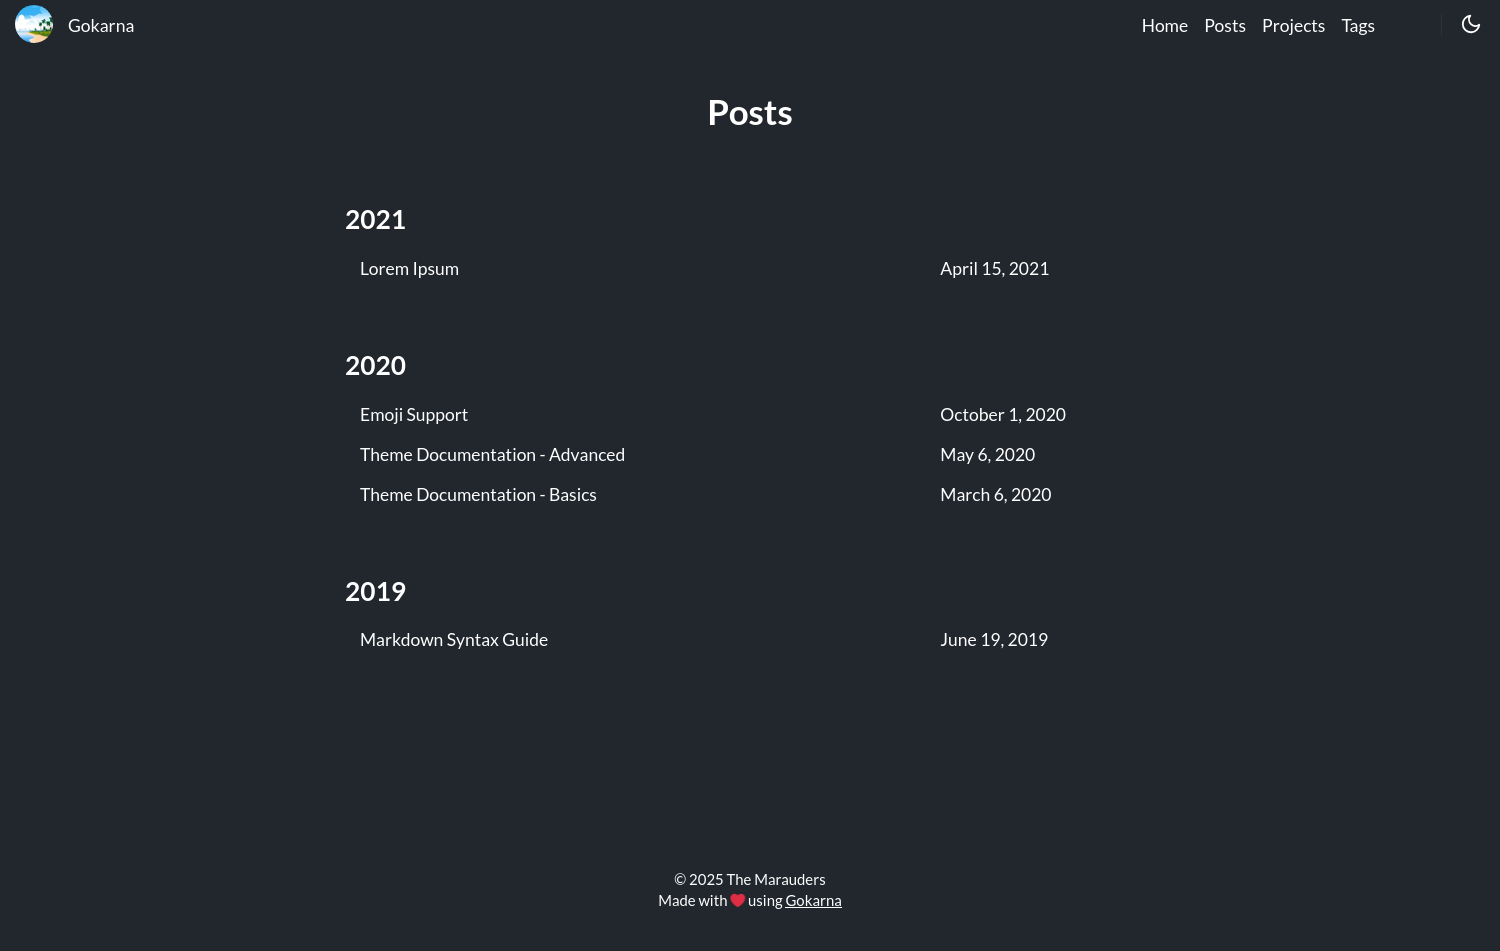 Gokarna
Home Posts Projects Tags
Posts
2021
Lorem Ipsum April 15, 2021
2020
Emoji Support October 1, 2020
Theme Documentation - Advanced May 6, 2020
Theme Documentation - Basics March 6, 2020
2019
Markdown Syntax Guide June 19, 2019
© 2025 The Marauders
Made with ❤️ using Gokarna